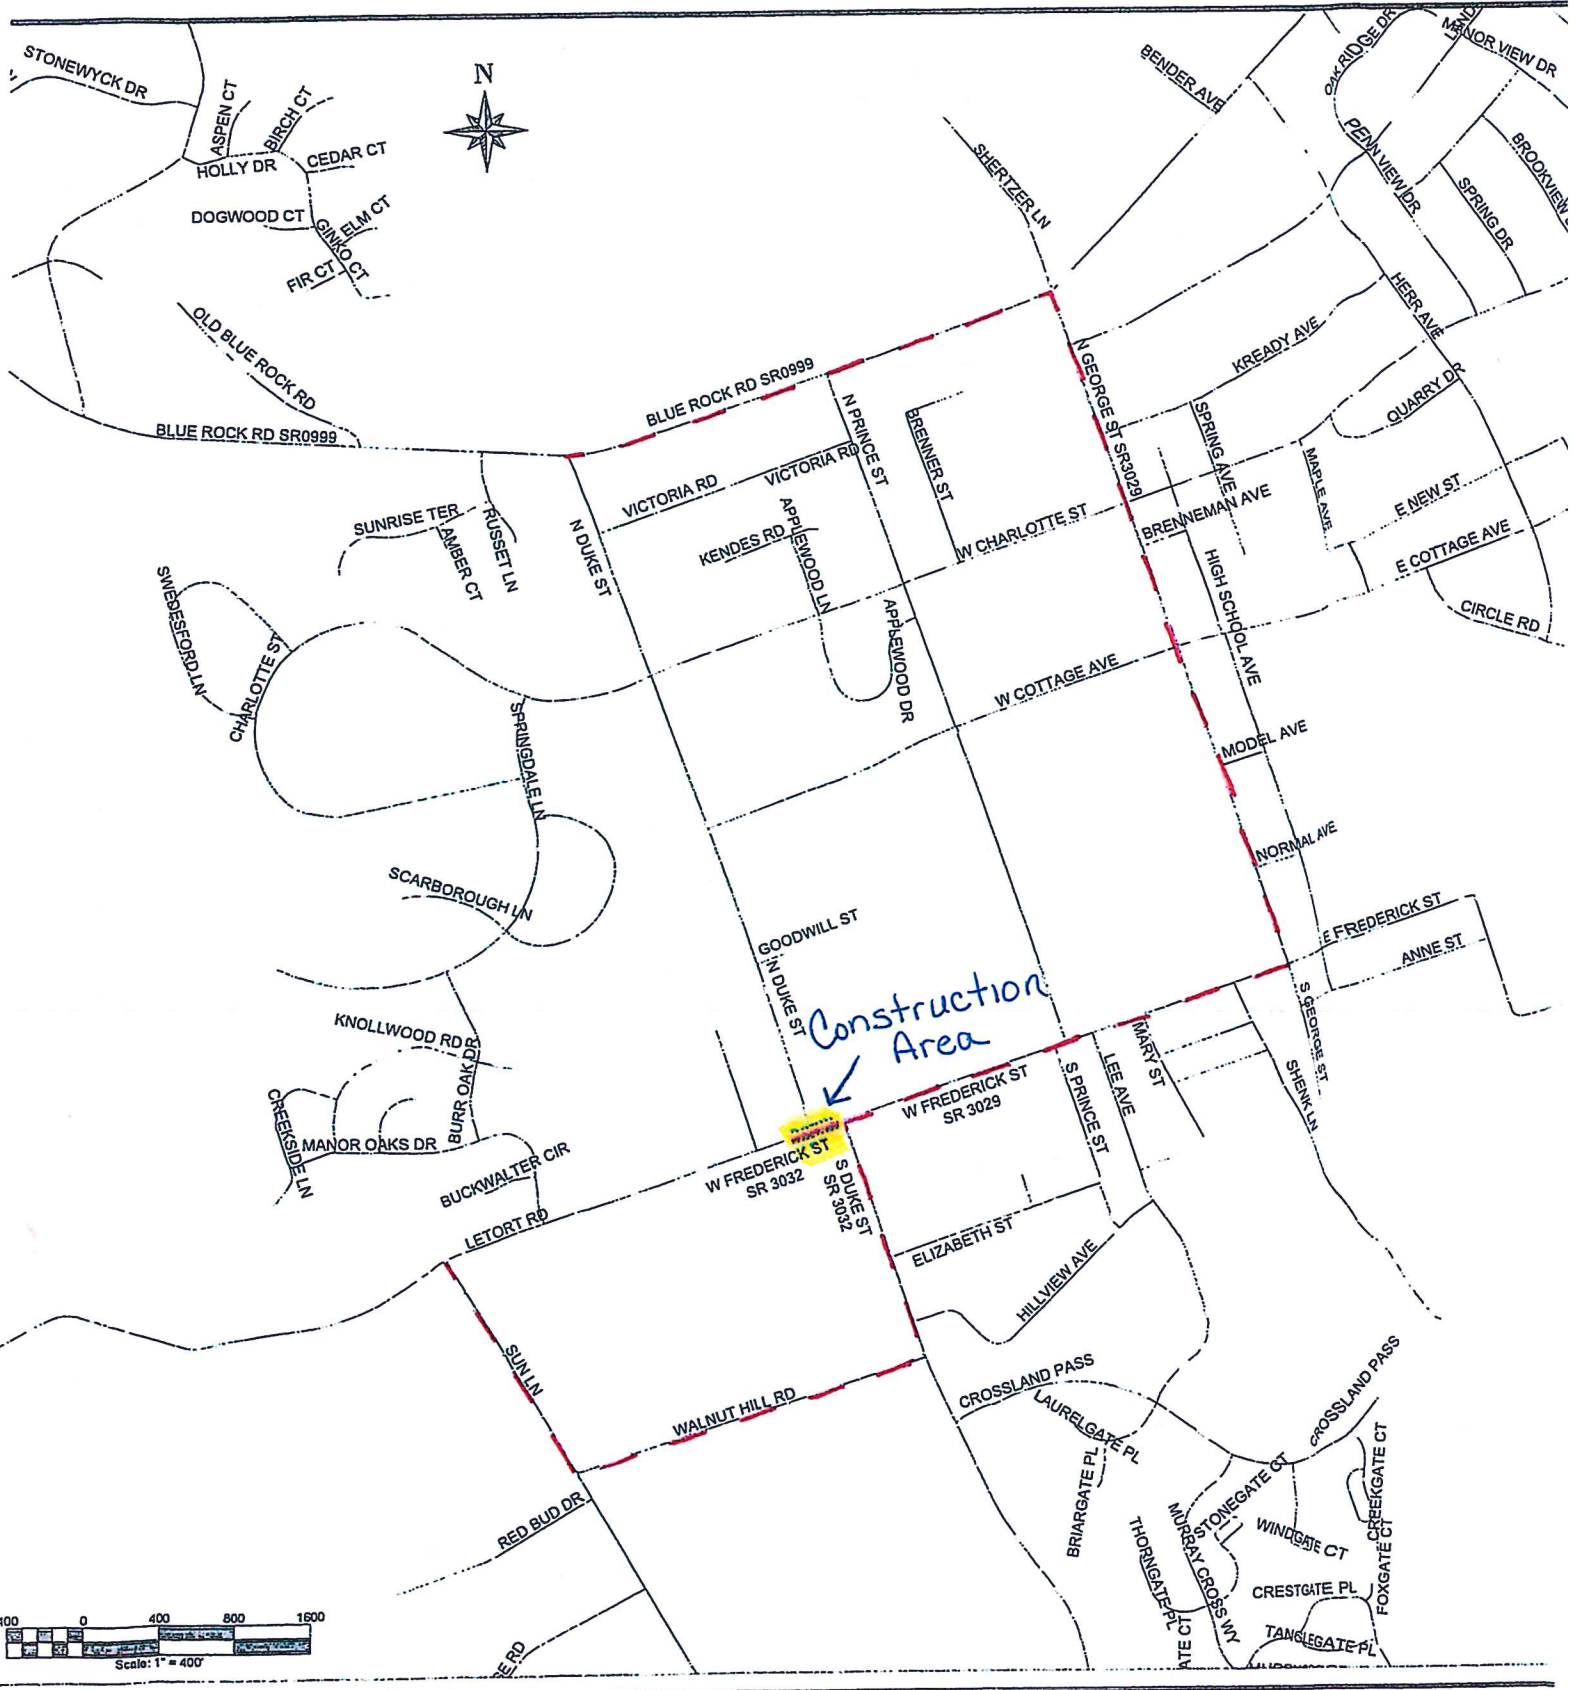 STONEWYCK DR
ASPEN CT
BIRCH CT
HOLLY DR
CEDAR CT
DOGWOOD CT
ELM CT
GINKO CT
FIR CT
N
BENDER AVE
OAK RIDGE DR
MANOR VIEW DR
PENN VIEW DR
BROOKVIEW
SPRING DR
SHERTZER LN
HERR AVE
OLD BLUE ROCK RD
BLUE ROCK RD SR0999
BLUE ROCK RD SR0999
N GEORGE ST SR3029
KREADY AVE
QUARRY DR
N PRINCE ST
BRENNER ST
SPRING AVE
MAPLE AVE
VICTORIA RD
VICTORIA RD
SUNRISE TER
AMBER CT
RUSSET LN
N DUKE ST
KENDES RD
APPLEWOOD LN
APPLEWOOD DR
W CHARLOTTE ST
BRENNEMAN AVE
E NEW ST
E COTTAGE AVE
CIRCLE RD
HIGH SCHOOL AVE
SWEDESFORD LN
CHARLOTTE ST
W COTTAGE AVE
SPRINGDALE LN
MODEL AVE
NORMAL AVE
SCARBOROUGH LN
GOODWILL ST
N DUKE ST
E FREDERICK ST
ANNE ST
Construction
Area
S GEORGE ST
KNOLLWOOD RD
BURR OAK DR
CREEKSIDE LN
MANOR OAKS DR
BUCKWALTER CIR
LETORT RD
W FREDERICK ST
SR 3032
S DUKE ST
SR 3032
W FREDERICK ST
SR 3029
S PRINCE ST
LEE AVE
MARY ST
SHENK LN
ELIZABETH ST
HILLVIEW AVE
SUN LN
WALNUT HILL RD
CROSSLAND PASS
CROSSLAND PASS
LAURELGATE PL
BRIARGATE PL
RED BUD DR
STONEGATE CT
MURRAY CROSS WY
THORNGATE PL
WINDGATE CT
CREEKGATE CT
FOXGATE CT
CRESTGATE PL
TANGLEGATE PL
ATE CT
GE RD
400 0 400 800 1600
Scale: 1" = 400'